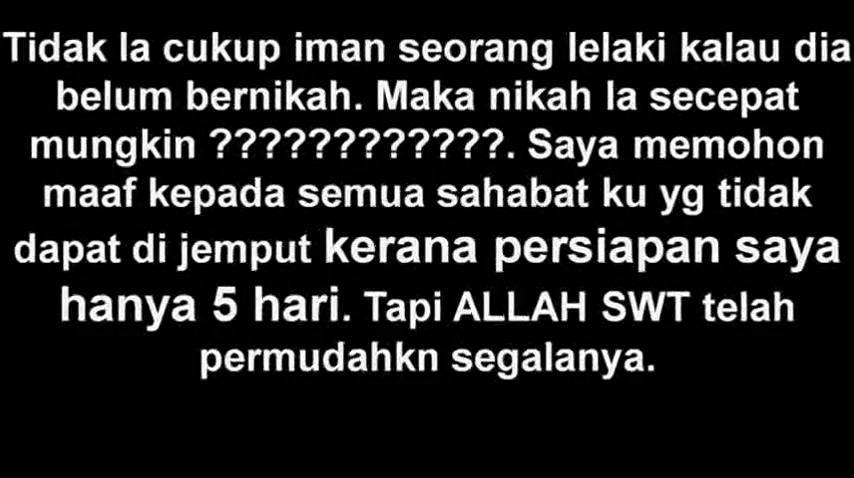 Tidak la cukup iman seorang lelaki kalau dia
belum bernikah. Maka nikah la secepat
mungkin ????????????. Saya memohon
maaf kepada semua sahabat ku yg tidak
dapat di jemput kerana persiapan saya
hanya 5 hari. Tapi ALLAH SWT telah
permudahkn segalanya.